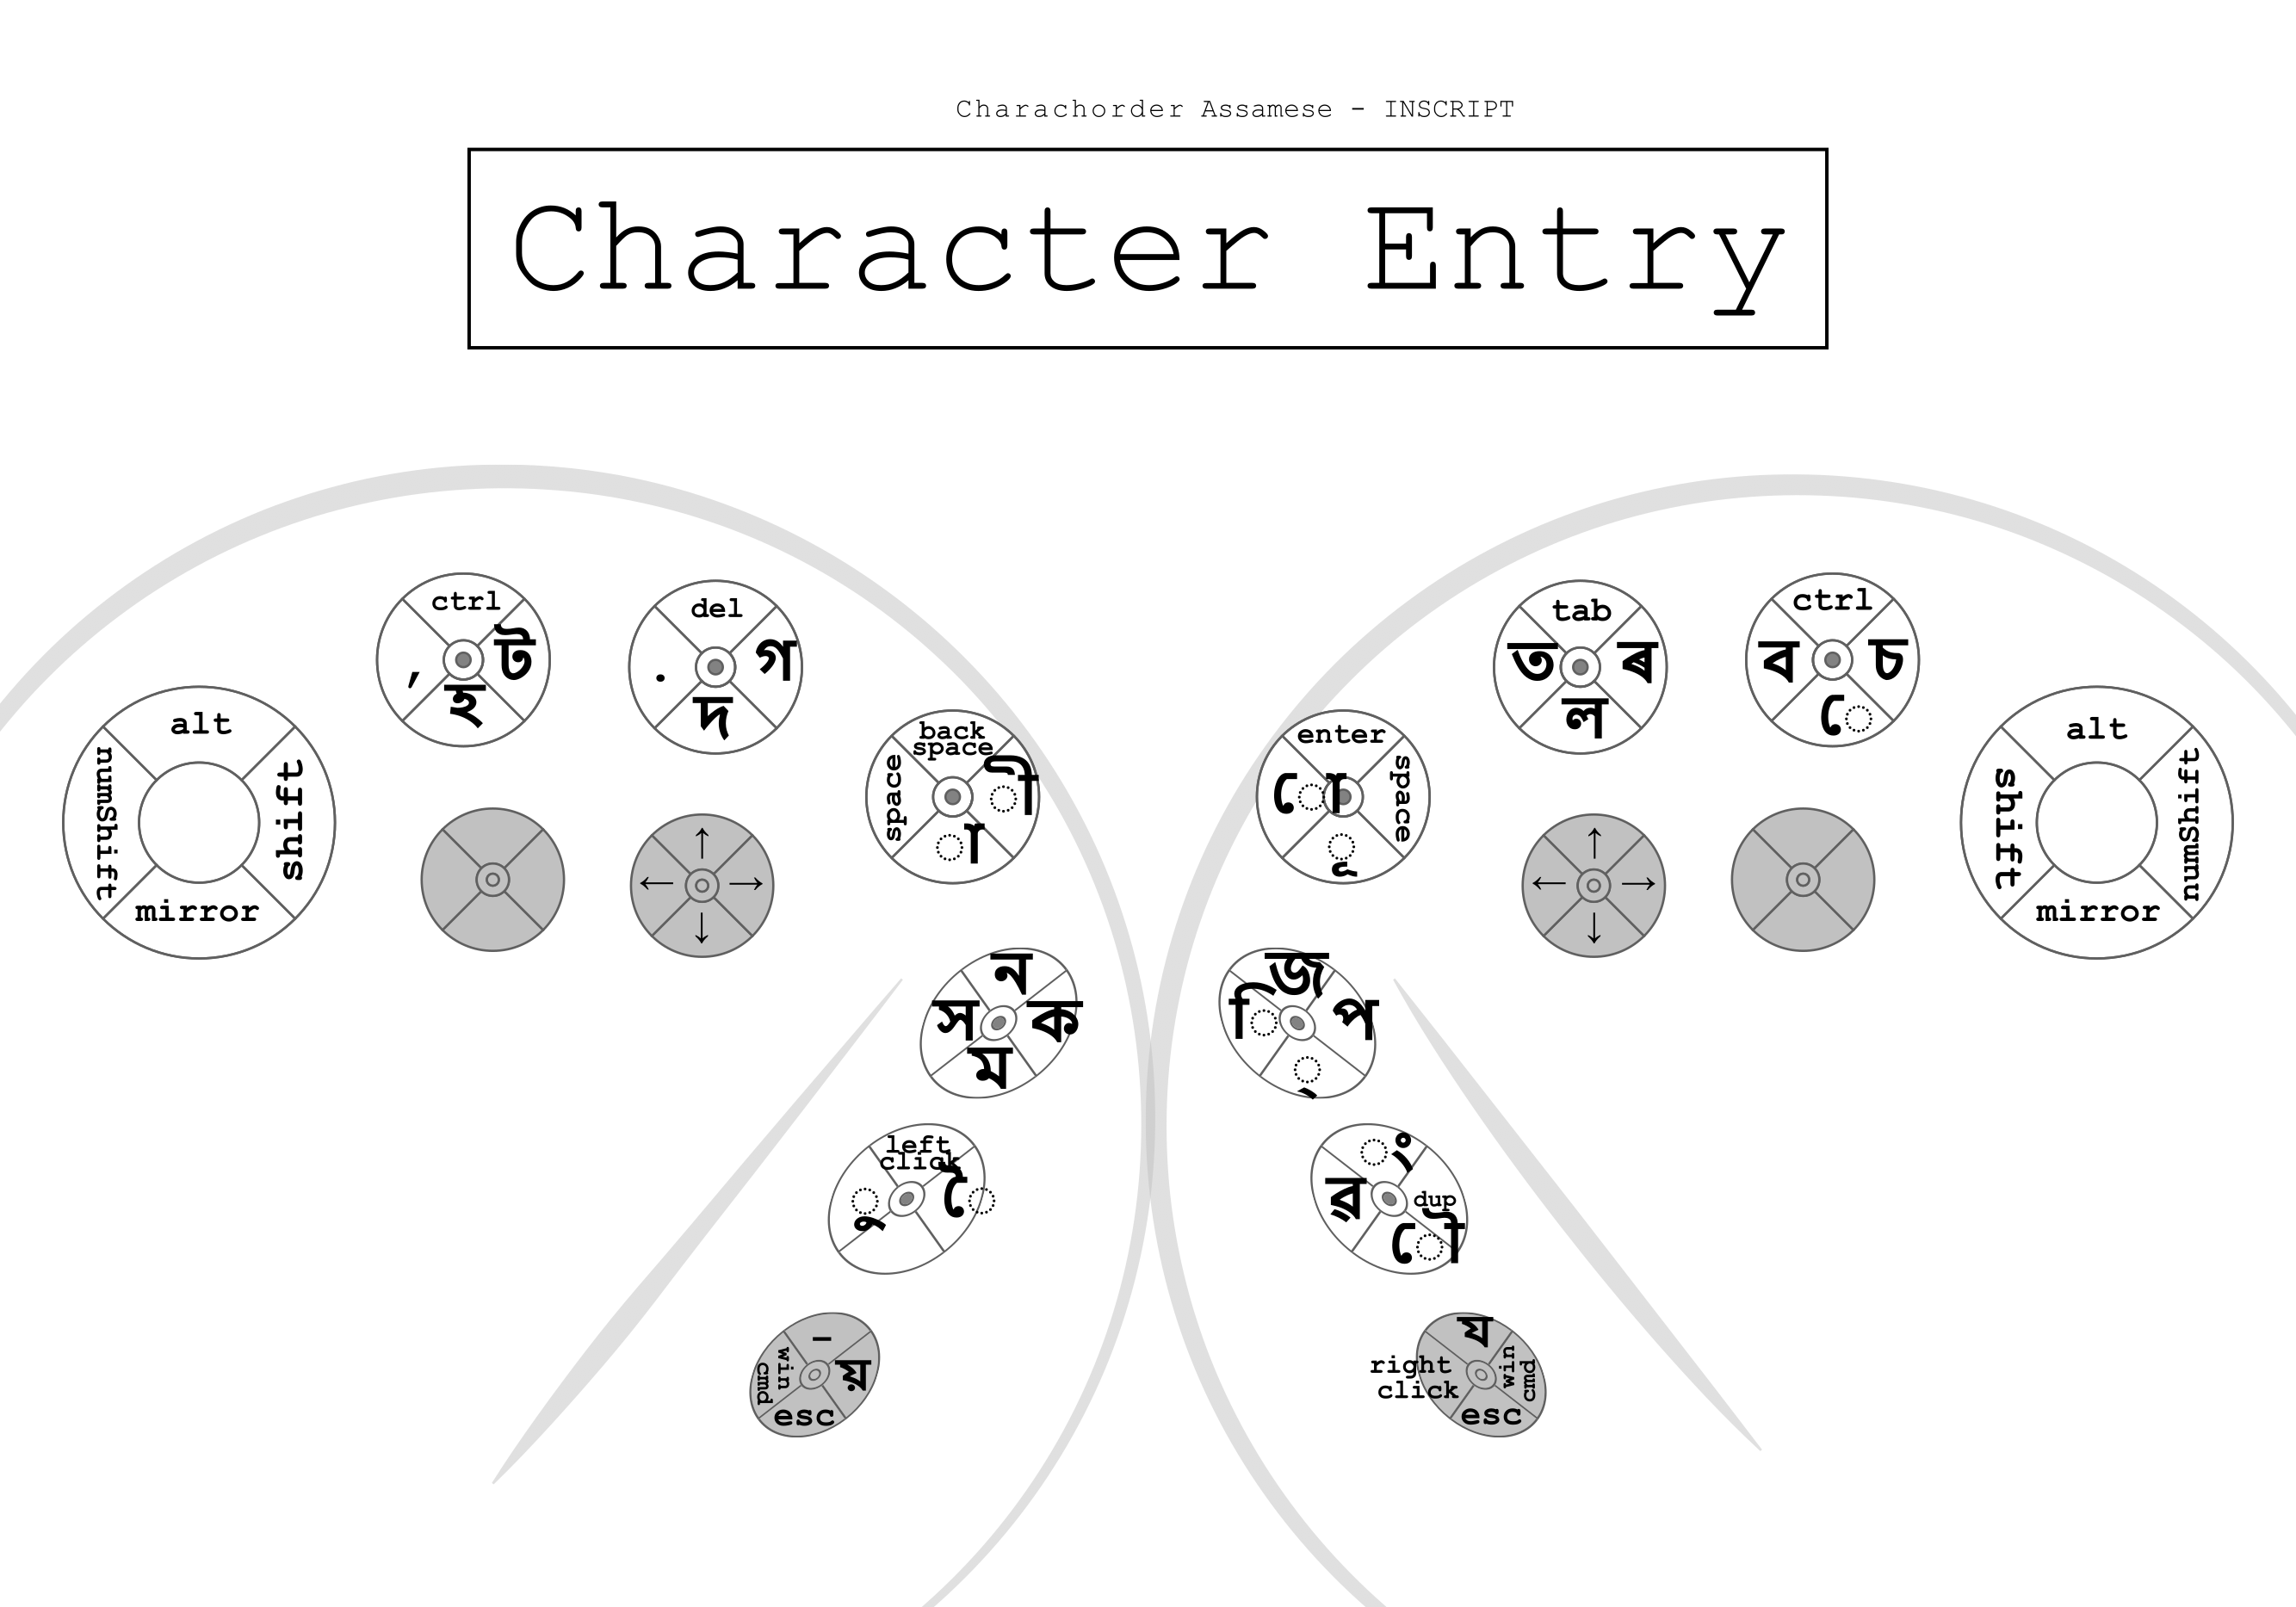 Charachorder Assamese - INSCRIPT
Character Entry
ctrl
,
ট
হ
del
.
গ
দ
tab
ত
ৰ
ল
ctrl
ব
চ
ে
alt
numShift
shift
mirror
back
space
space
ী
া
enter
ো
space
ূ
alt
shift
numShift
mirror
↑
← →
↓
↑
← →
↓
ন
স
ক
ম
জ
ি
প
্
left
click
ু
ৈ
ং
ৱ
dup
ৌ
-
win
cmd
য়
esc
য
right
click
win
cmd
esc